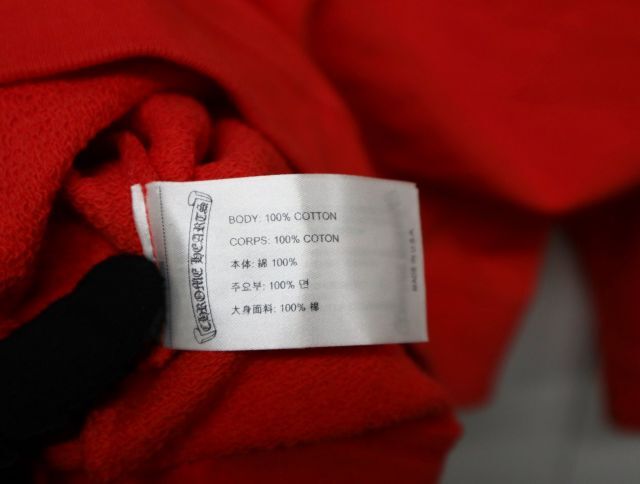 CHROME HEARTS
BODY: 100% COTTON
CORPS: 100% COTON
本体: 綿 100%
주요부: 100% 면
大身面料: 100% 棉
MADE IN U.S.A.